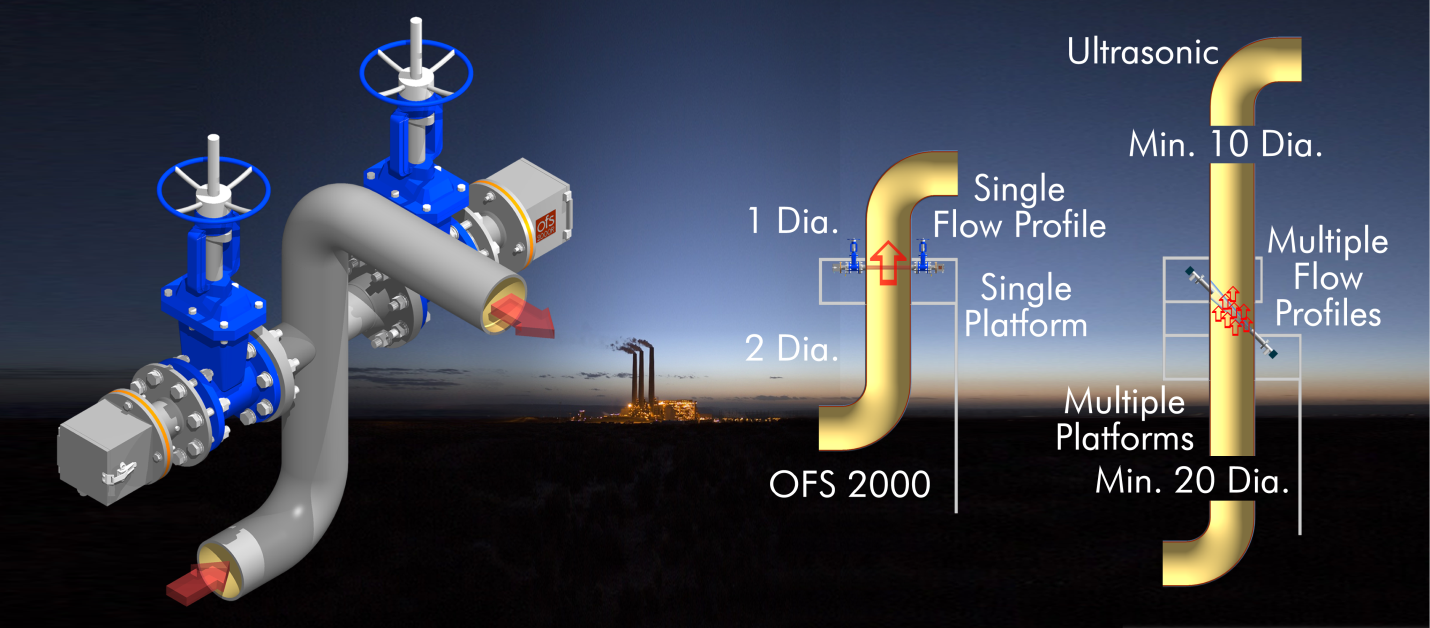 Ultrasonic
Min. 10 Dia.
Single
Flow Profile
1 Dia.
Multiple
Flow
Profiles
Single
Platform
2 Dia.
Multiple
Platforms
OFS 2000
Min. 20 Dia.
ofs